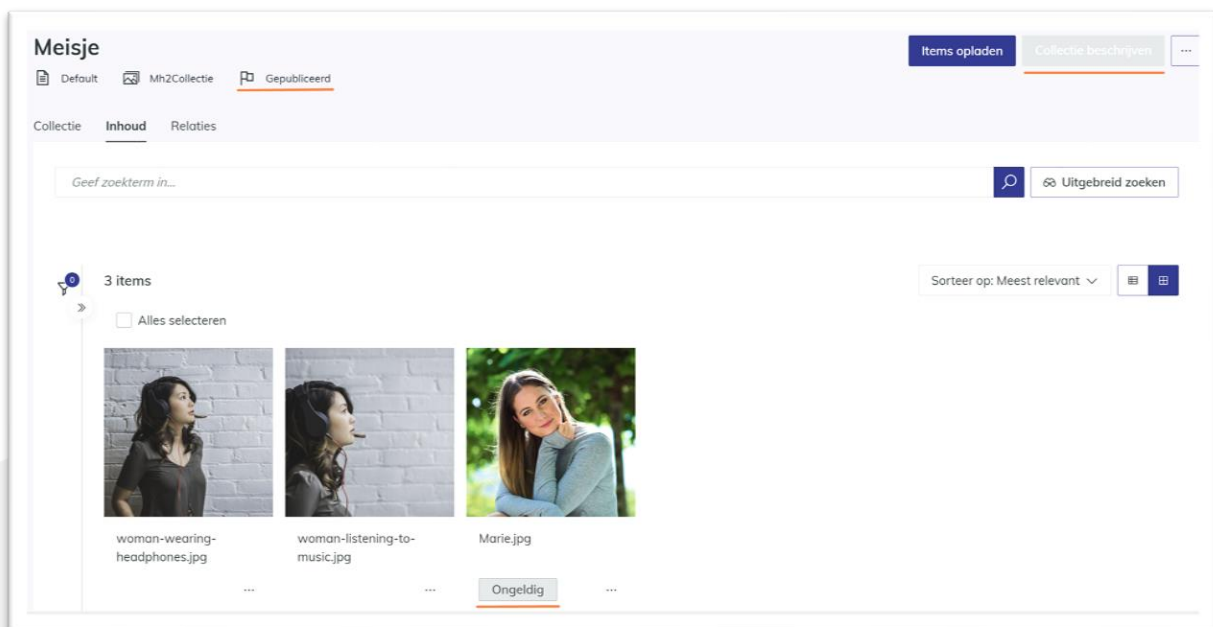 Meisje
Items opladen
Collectie beschrijven
...
Default
Mh2Collectie
Gepubliceerd
Collectie
Inhoud
Relaties
Geef zoekterm in...
Uitgebreid zoeken
0
3 items
Sorteer op: Meest relevant
Alles selecteren
woman-wearing-
headphones.jpg
woman-listening-to-
music.jpg
Marie.jpg
...
...
Ongeldig
...